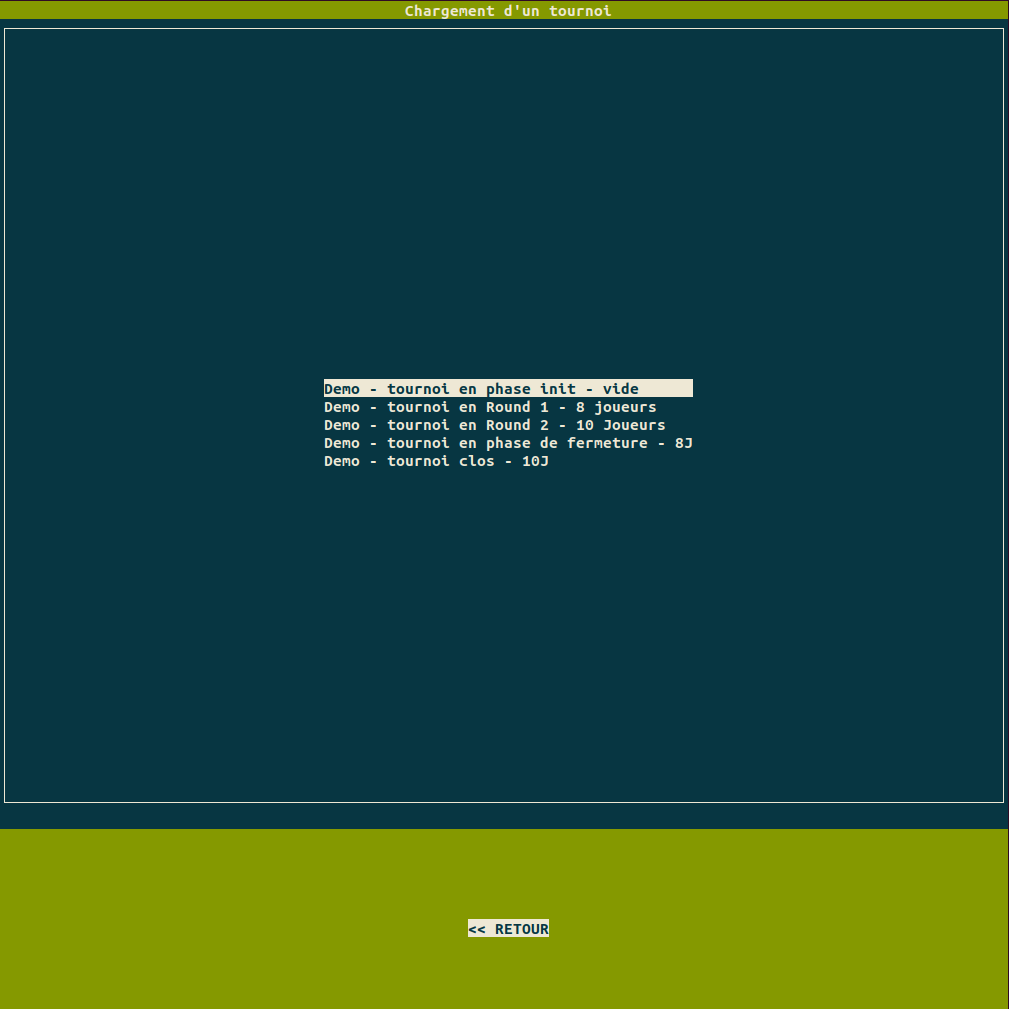 Chargement d'un tournoi
Demo - tournoi en phase init - vide
Demo - tournoi en Round 1 - 8 joueurs
Demo - tournoi en Round 2 - 10 Joueurs
Demo - tournoi en phase de fermeture - 8J
Demo - tournoi clos - 10J
<< RETOUR